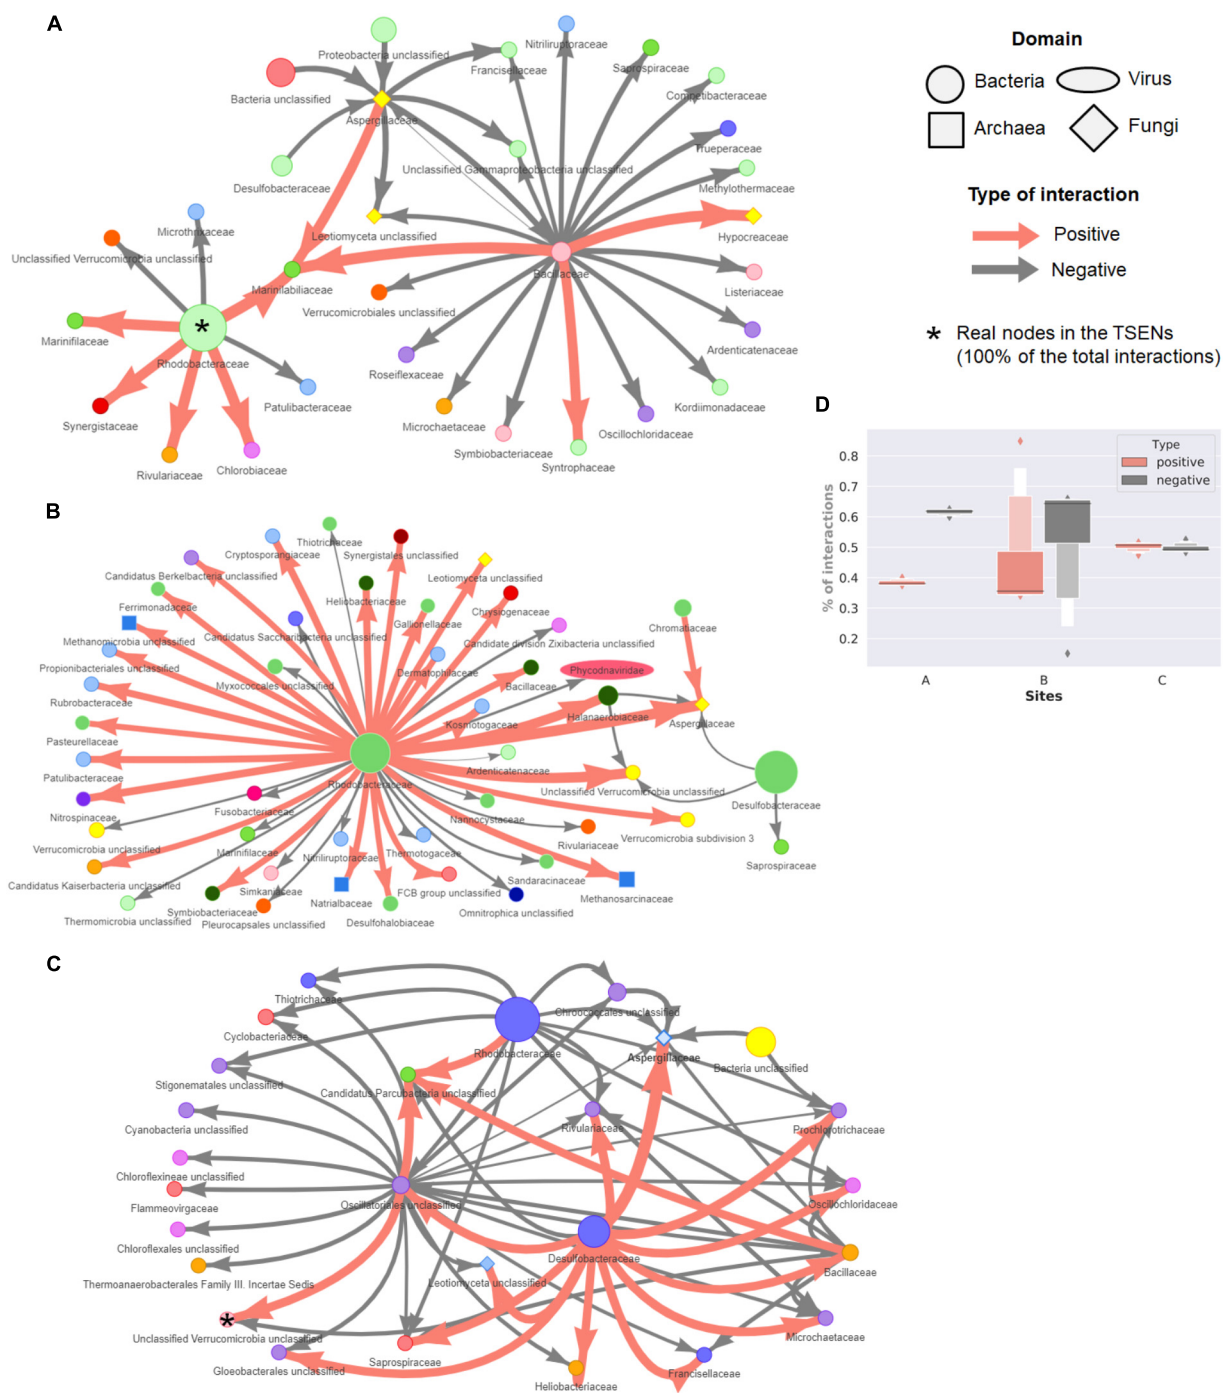 A
Proteobacteria unclassified
Nitriliruptoraceae
Francisellaceae
Saprospiraceae
Bacteria unclassified
Competibacteraceae
Aspergillaceae
Trueperaceae
Unclassified Gammaproteobacteria unclassified
Desulfobacteraceae
Methylothermaceae
Microthrixaceae
Leotiomyceta unclassified
Hypocreaceae
Unclassified Verrucomicrobia unclassified
Bacillaceae
Marinilabiliaceae
Listeriaceae
Verrucomicrobiales unclassified
Marinifilaceae
*
Rhodobacteraceae
Ardenticatenaceae
Roseiflexaceae
Patulibacteraceae
Kordiimonadaceae
Synergistaceae
Microchaetaceae
Oscillochloridaceae
Symbiobacteriaceae
Rivulariaceae
Chlorobiaceae
Syntrophaceae
Domain
Bacteria
Virus
Archaea
Fungi
Type of interaction
Positive
Negative
* Real nodes in the TSENs
(100% of the total interactions)
D
Type
positive
negative
0.8
0.7
0.6
0.5
0.4
0.3
0.2
% of interactions
A
B
C
Sites
B
Thiotrichaceae
Cryptosporangiaceae
Synergistales unclassified
Candidatus Berkelbacteria unclassified
Leotiomyceta unclassified
Heliobacteriaceae
Ferrimonadaceae
Gallionellaceae
Chrysiogenaceae
Chromatiaceae
Methanomicrobia unclassified
Candidatus Saccharibacteria unclassified
Candidate division Zixibacteria unclassified
Propionibacteriales unclassified
Dermatophilaceae
Phycodnaviridae
Myxococcales unclassified
Bacillaceae
Rubrobacteraceae
Kosmotogaceae
Halanaerobiaceae
Aspergillaceae
Pasteurellaceae
Patulibacteraceae
Ardenticatenaceae
Rhodobacteraceae
Unclassified Verrucomicrobia unclassified
Desulfobacteraceae
Nitrospinaceae
Fusobacteriaceae
Nannocystaceae
Verrucomicrobia subdivision 3
Verrucomicrobia unclassified
Marinifilaceae
Nitriliruptoraceae
Thermotogaceae
Rivulariaceae
Saprospiraceae
Candidatus Kaiserbacteria unclassified
Simkaniaceae
FCB group unclassified
Sandaracinaceae
Methanosarcinaceae
Thermomicrobia unclassified
Symbiobacteriaceae
Natrialbaceae
Omnitrophica unclassified
Pleurocapsales unclassified
Desulfohalobiaceae
C
Thiotrichaceae
Chroococcales unclassified
Cyclobacteriaceae
Rhodobacteraceae
Aspergillaceae
Bacteria unclassified
Stigonematales unclassified
Candidatus Parcubacteria unclassified
Cyanobacteria unclassified
Rivulariaceae
Prochlorotrichaceae
Chloroflexineae unclassified
Flammeovirgaceae
Oscillatoriales unclassified
Oscillochloridaceae
Chloroflexales unclassified
Desulfobacteraceae
Bacillaceae
Thermoanaerobacterales Family III. Incertae Sedis
Leotiomyceta unclassified
*
Unclassified Verrucomicrobia unclassified
Microchaetaceae
Gloeobacterales unclassified
Saprospiraceae
Heliobacteriaceae
Francisellaceae